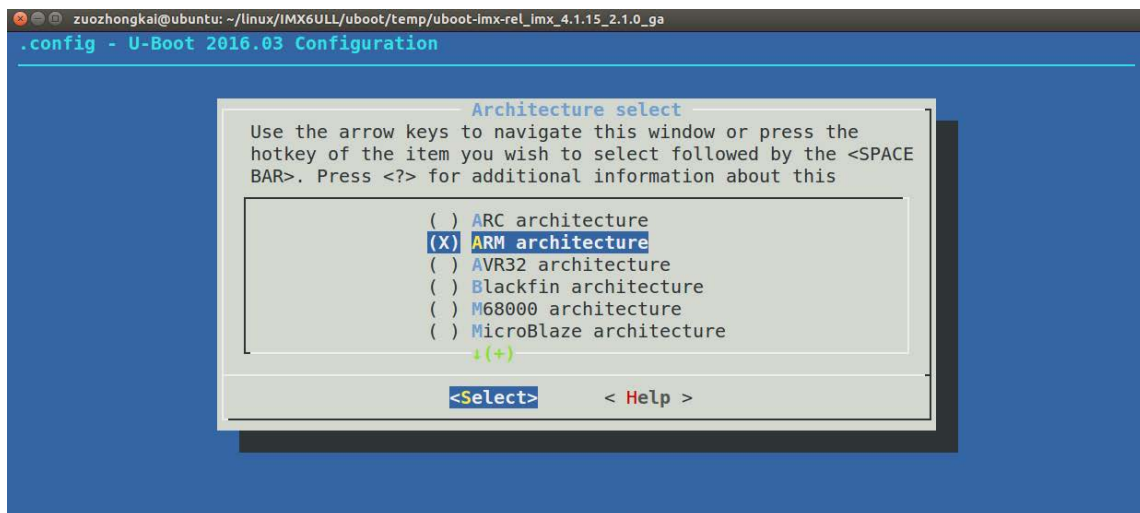 zuozhongkai@ubuntu: ~/linux/IMX6ULL/uboot/temp/uboot-imx-rel_imx_4.1.15_2.1.0_ga
.config - U-Boot 2016.03 Configuration
Architecture select
Use the arrow keys to navigate this window or press the
hotkey of the item you wish to select followed by the <SPACE
BAR>. Press <?> for additional information about this
( ) ARC architecture
(X) ARM architecture
( ) AVR32 architecture
( ) Blackfin architecture
( ) M68000 architecture
( ) MicroBlaze architecture
↓(+)
<Select> < Help >